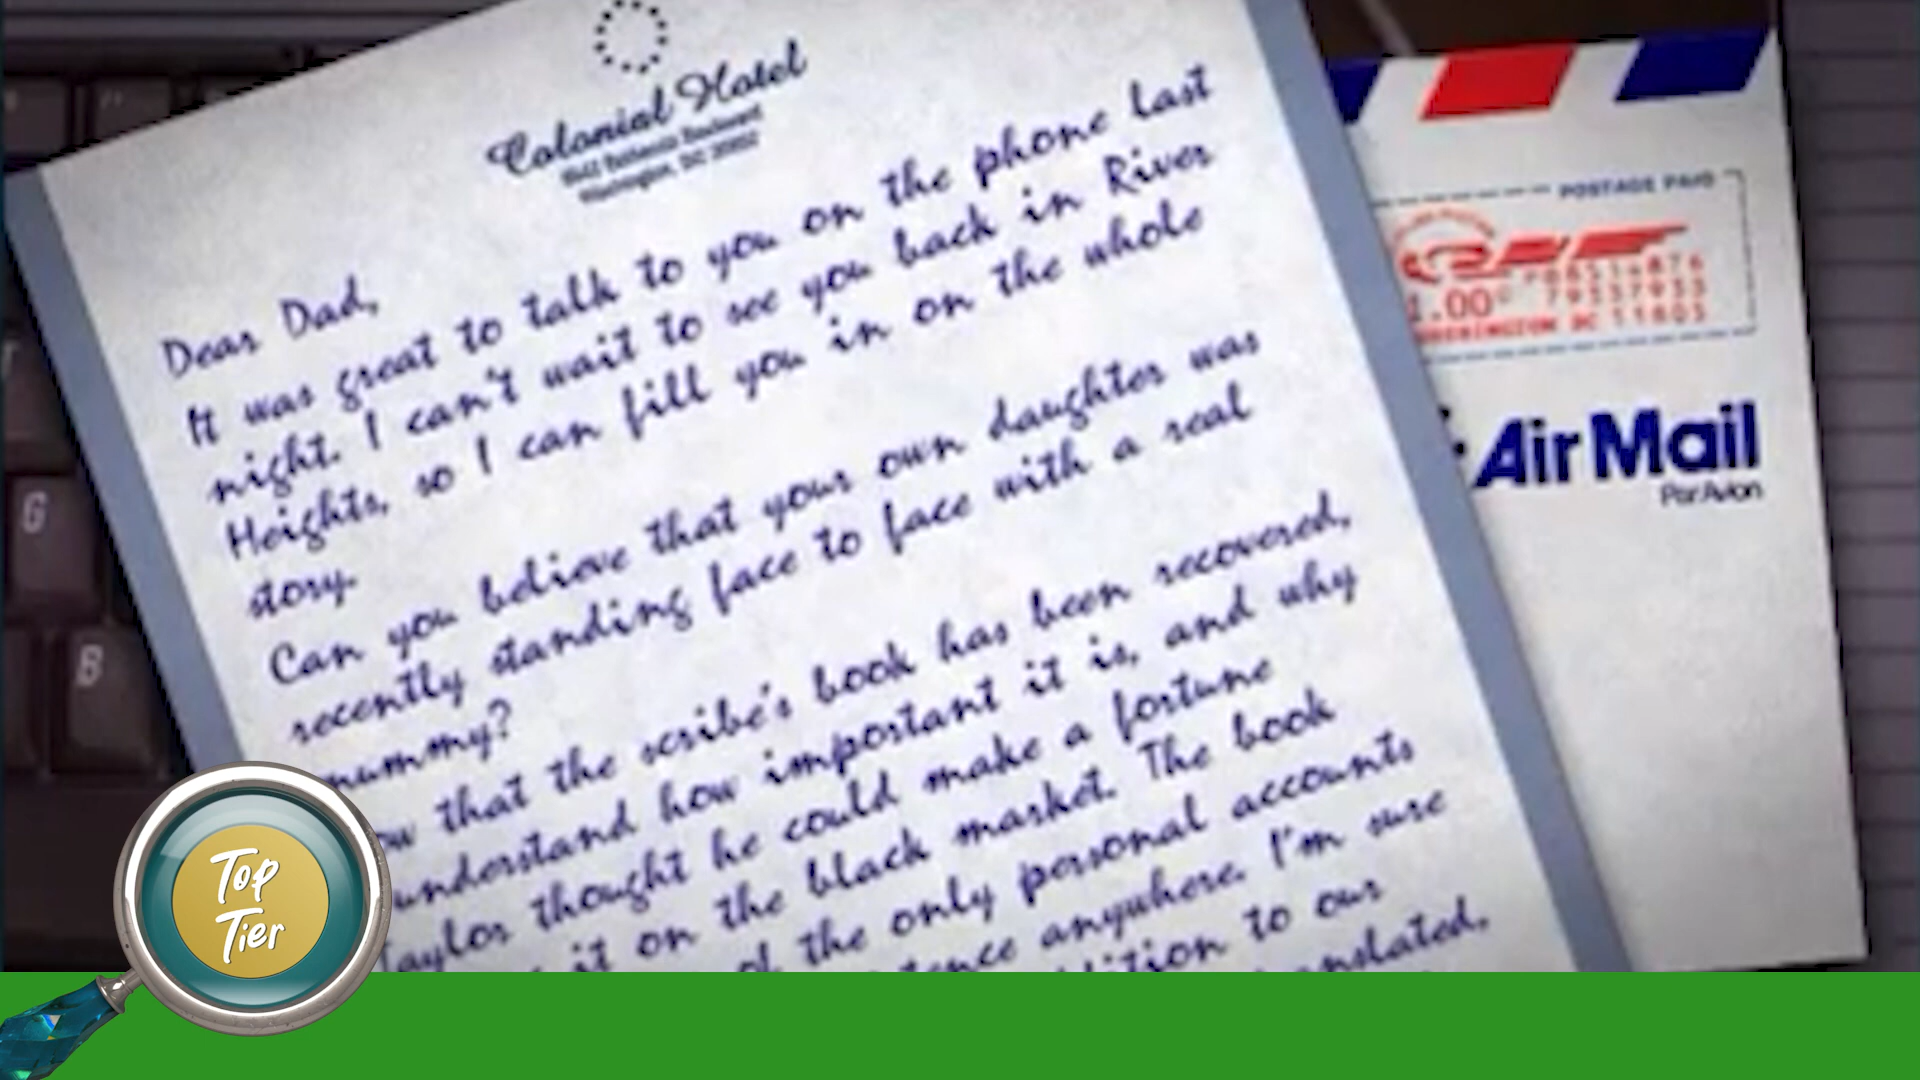 Colonial Hotel
Dear Dad,
It was great to talk to you on the phone last
night. I can't wait to see you back in River
Heights, so I can fill you in on the whole
story.
Can you believe that your own daughter was
recently standing face to face with a real
mummy?
that the scribe's book has been recovered,
understand how important it is, and why
Taylor thought he could make a fortune
it on the black market. The book
of the only personal accounts
anywhere. I'm sure
to our
POSTAGE PAID
1.00
Air Mail
Par Avion
G
B
Top
Tier